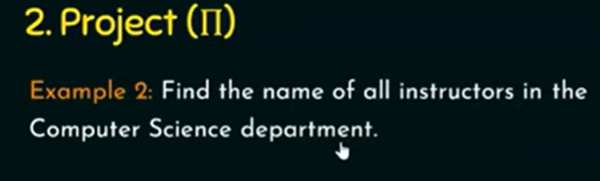 2. Project (Π)
Example 2: Find the name of all instructors in the
Computer Science department.